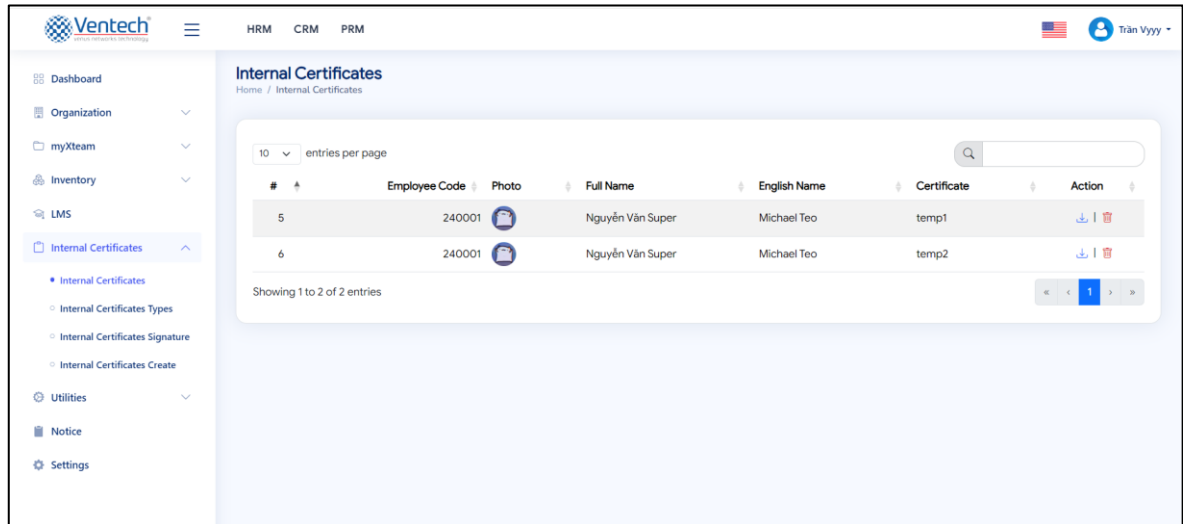 Ventech
HRM CRM PRM
Trần Vyyy
Dashboard
Organization
myXteam
Inventory
LMS
Internal Certificates
Internal Certificates
Internal Certificates Types
Internal Certificates Signature
Internal Certificates Create
Utilities
Notice
Settings
Internal Certificates
Home / Internal Certificates
10 entries per page
# Employee Code Photo Full Name English Name Certificate Action
5 240001 Nguyễn Văn Super Michael Teo temp1 |
6 240001 Nguyễn Văn Super Michael Teo temp2 |
Showing 1 to 2 of 2 entries
« ‹ 1 › »